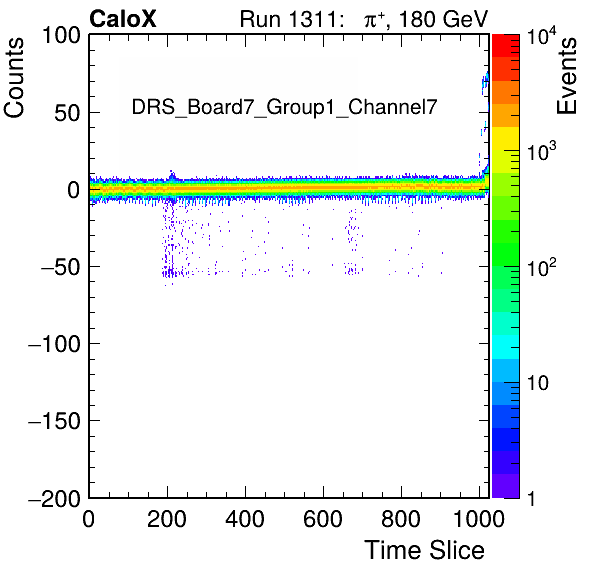 CaloX Run 1311: π⁺, 180 GeV
Counts
Events
DRS_Board7_Group1_Channel7
100
50
0
−50
−100
−150
−200
0 200 400 600 800 1000
Time Slice
10⁴
10³
10²
10
1